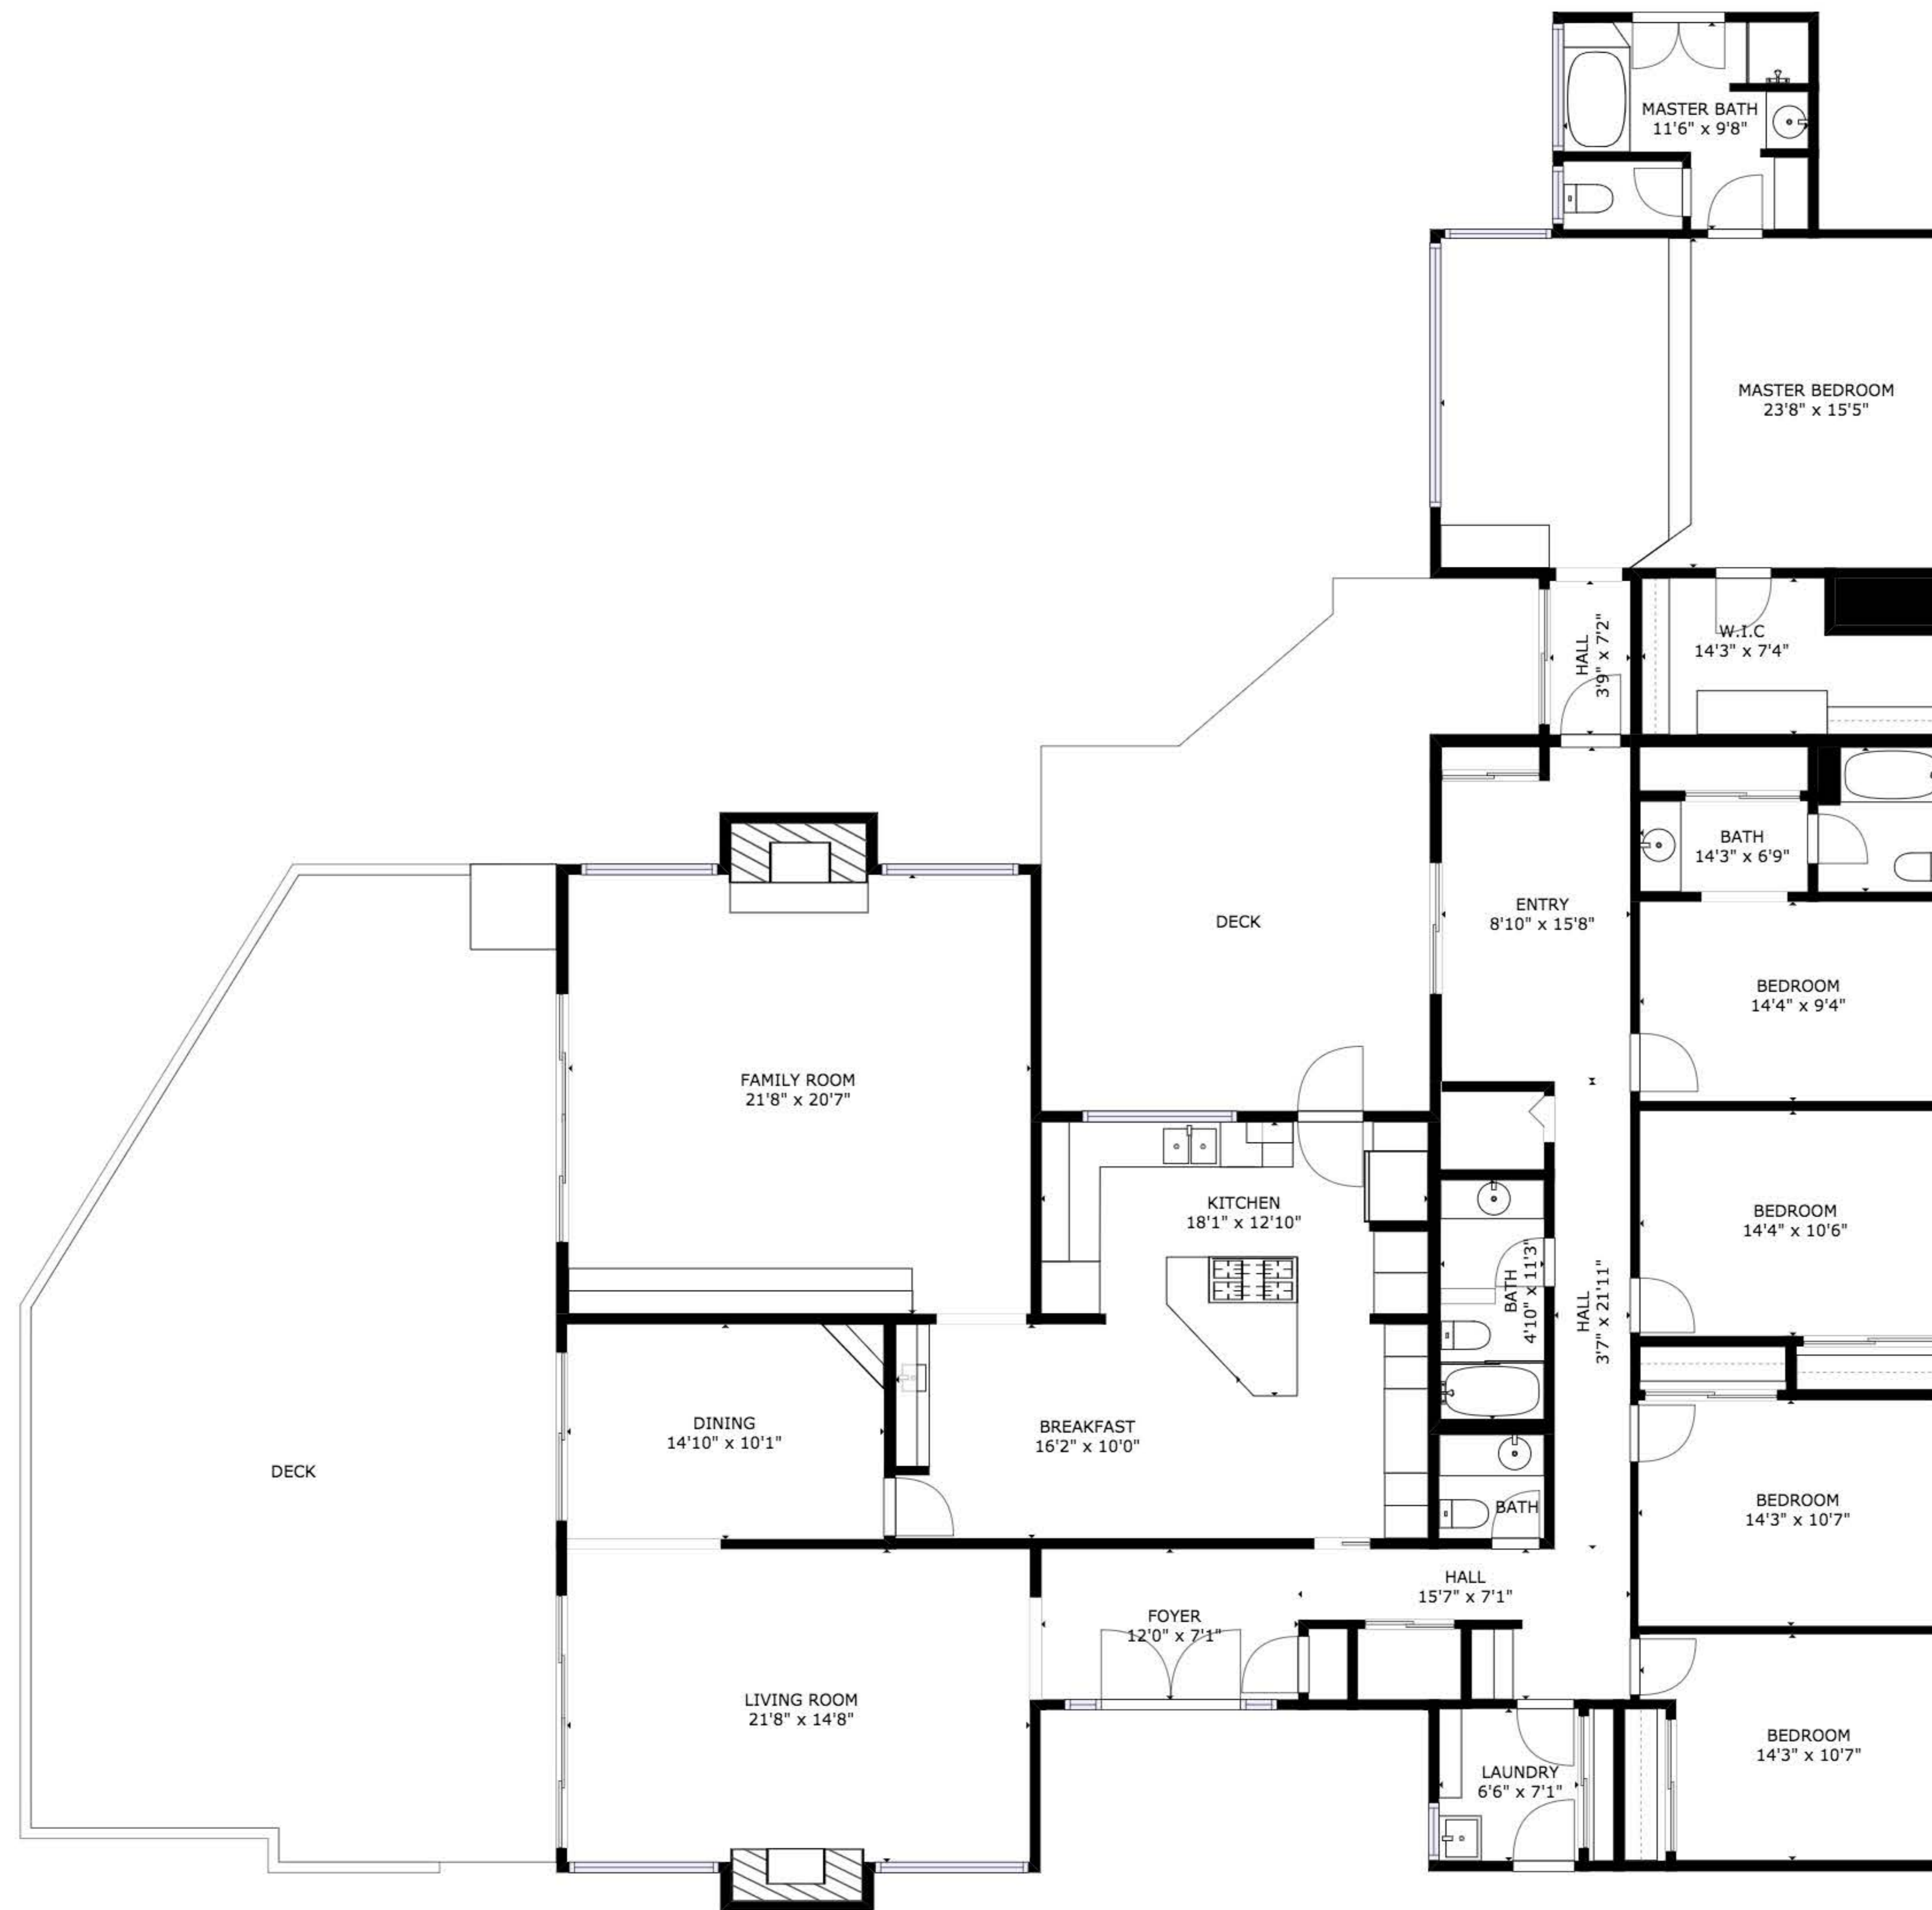 MASTER BATH
11'6" x 9'8"
MASTER BEDROOM
23'8" x 15'5"
HALL
3'9" x 7'2"
W.I.C
14'3" x 7'4"
BATH
14'3" x 6'9"
ENTRY
8'10" x 15'8"
DECK
BEDROOM
14'4" x 9'4"
FAMILY ROOM
21'8" x 20'7"
KITCHEN
18'1" x 12'10"
BEDROOM
14'4" x 10'6"
BATH
4'10" x 11'3"
HALL
3'7" x 21'11"
DINING
14'10" x 10'1"
BREAKFAST
16'2" x 10'0"
DECK
BATH
BEDROOM
14'3" x 10'7"
HALL
15'7" x 7'1"
FOYER
12'0" x 7'1"
LIVING ROOM
21'8" x 14'8"
LAUNDRY
6'6" x 7'1"
BEDROOM
14'3" x 10'7"